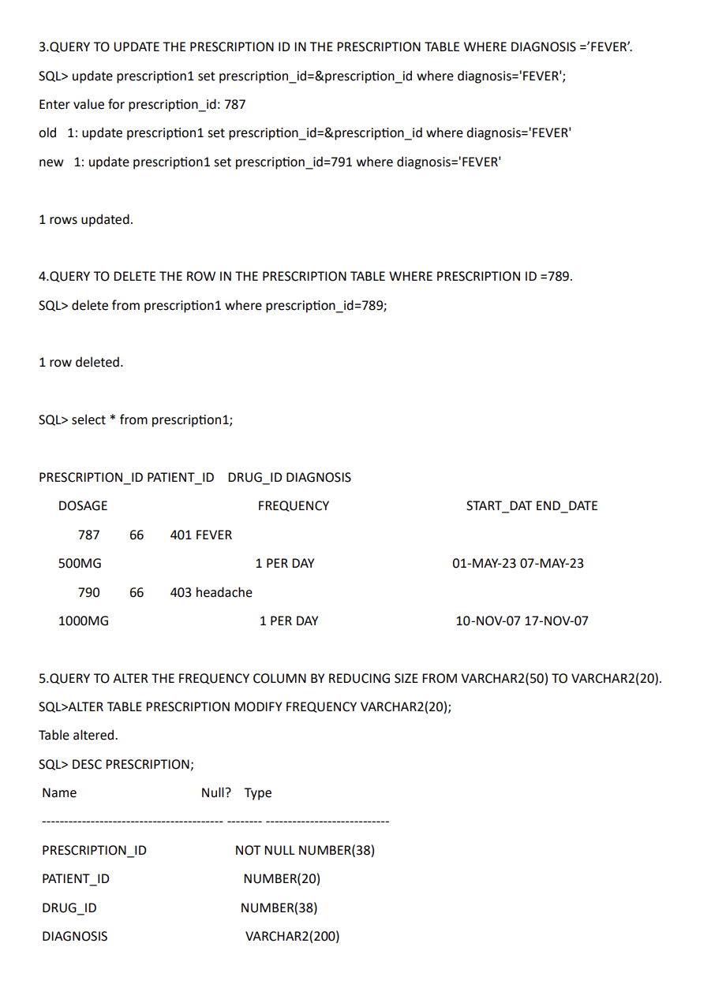 3.QUERY TO UPDATE THE PRESCRIPTION ID IN THE PRESCRIPTION TABLE WHERE DIAGNOSIS =’FEVER’.
SQL> update prescription1 set prescription_id=&prescription_id where diagnosis='FEVER';
Enter value for prescription_id: 787
old   1: update prescription1 set prescription_id=&prescription_id where diagnosis='FEVER'
new   1: update prescription1 set prescription_id=791 where diagnosis='FEVER'
1 rows updated.
4.QUERY TO DELETE THE ROW IN THE PRESCRIPTION TABLE WHERE PRESCRIPTION ID =789.
SQL> delete from prescription1 where prescription_id=789;
1 row deleted.
SQL> select * from prescription1;
PRESCRIPTION_ID PATIENT_ID    DRUG_ID DIAGNOSIS
DOSAGE                    FREQUENCY                    START_DAT END_DATE
787    66    401 FEVER
500MG                    1 PER DAY                    01-MAY-23 07-MAY-23
790    66    403 headache
1000MG                    1 PER DAY                    10-NOV-07 17-NOV-07
5.QUERY TO ALTER THE FREQUENCY COLUMN BY REDUCING SIZE FROM VARCHAR2(50) TO VARCHAR2(20).
SQL>ALTER TABLE PRESCRIPTION MODIFY FREQUENCY VARCHAR2(20);
Table altered.
SQL> DESC PRESCRIPTION;
Name                    Null?    Type
----------------------------------------- -------- ----------------------------
PRESCRIPTION_ID                    NOT NULL NUMBER(38)
PATIENT_ID                    NUMBER(20)
DRUG_ID                    NUMBER(38)
DIAGNOSIS                    VARCHAR2(200)